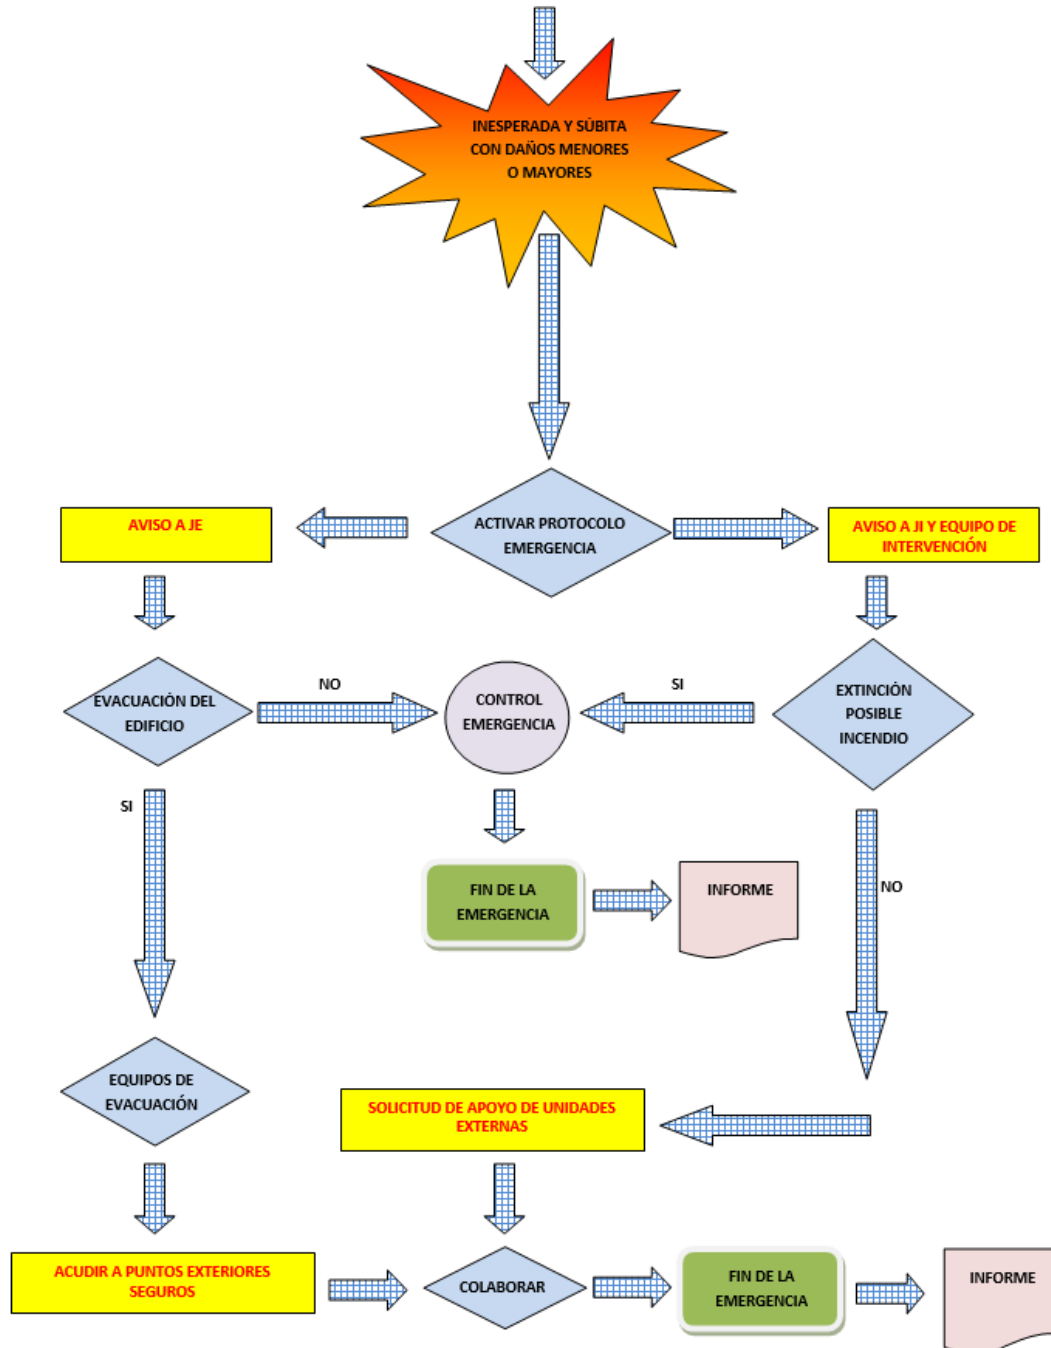 INESPERADA Y SÚBITA
CON DAÑOS MENORES
O MAYORES
AVISO A JE
ACTIVAR PROTOCOLO
EMERGENCIA
AVISO A JI Y EQUIPO DE
INTERVENCIÓN
EVACUACIÓN DEL
EDIFICIO
NO
CONTROL
EMERGENCIA
SI
EXTINCIÓN
POSIBLE
INCENDIO
SI
FIN DE LA
EMERGENCIA
INFORME
NO
EQUIPOS DE
EVACUACIÓN
SOLICITUD DE APOYO DE UNIDADES
EXTERNAS
ACUDIR A PUNTOS EXTERIORES
SEGUROS
COLABORAR
FIN DE LA
EMERGENCIA
INFORME